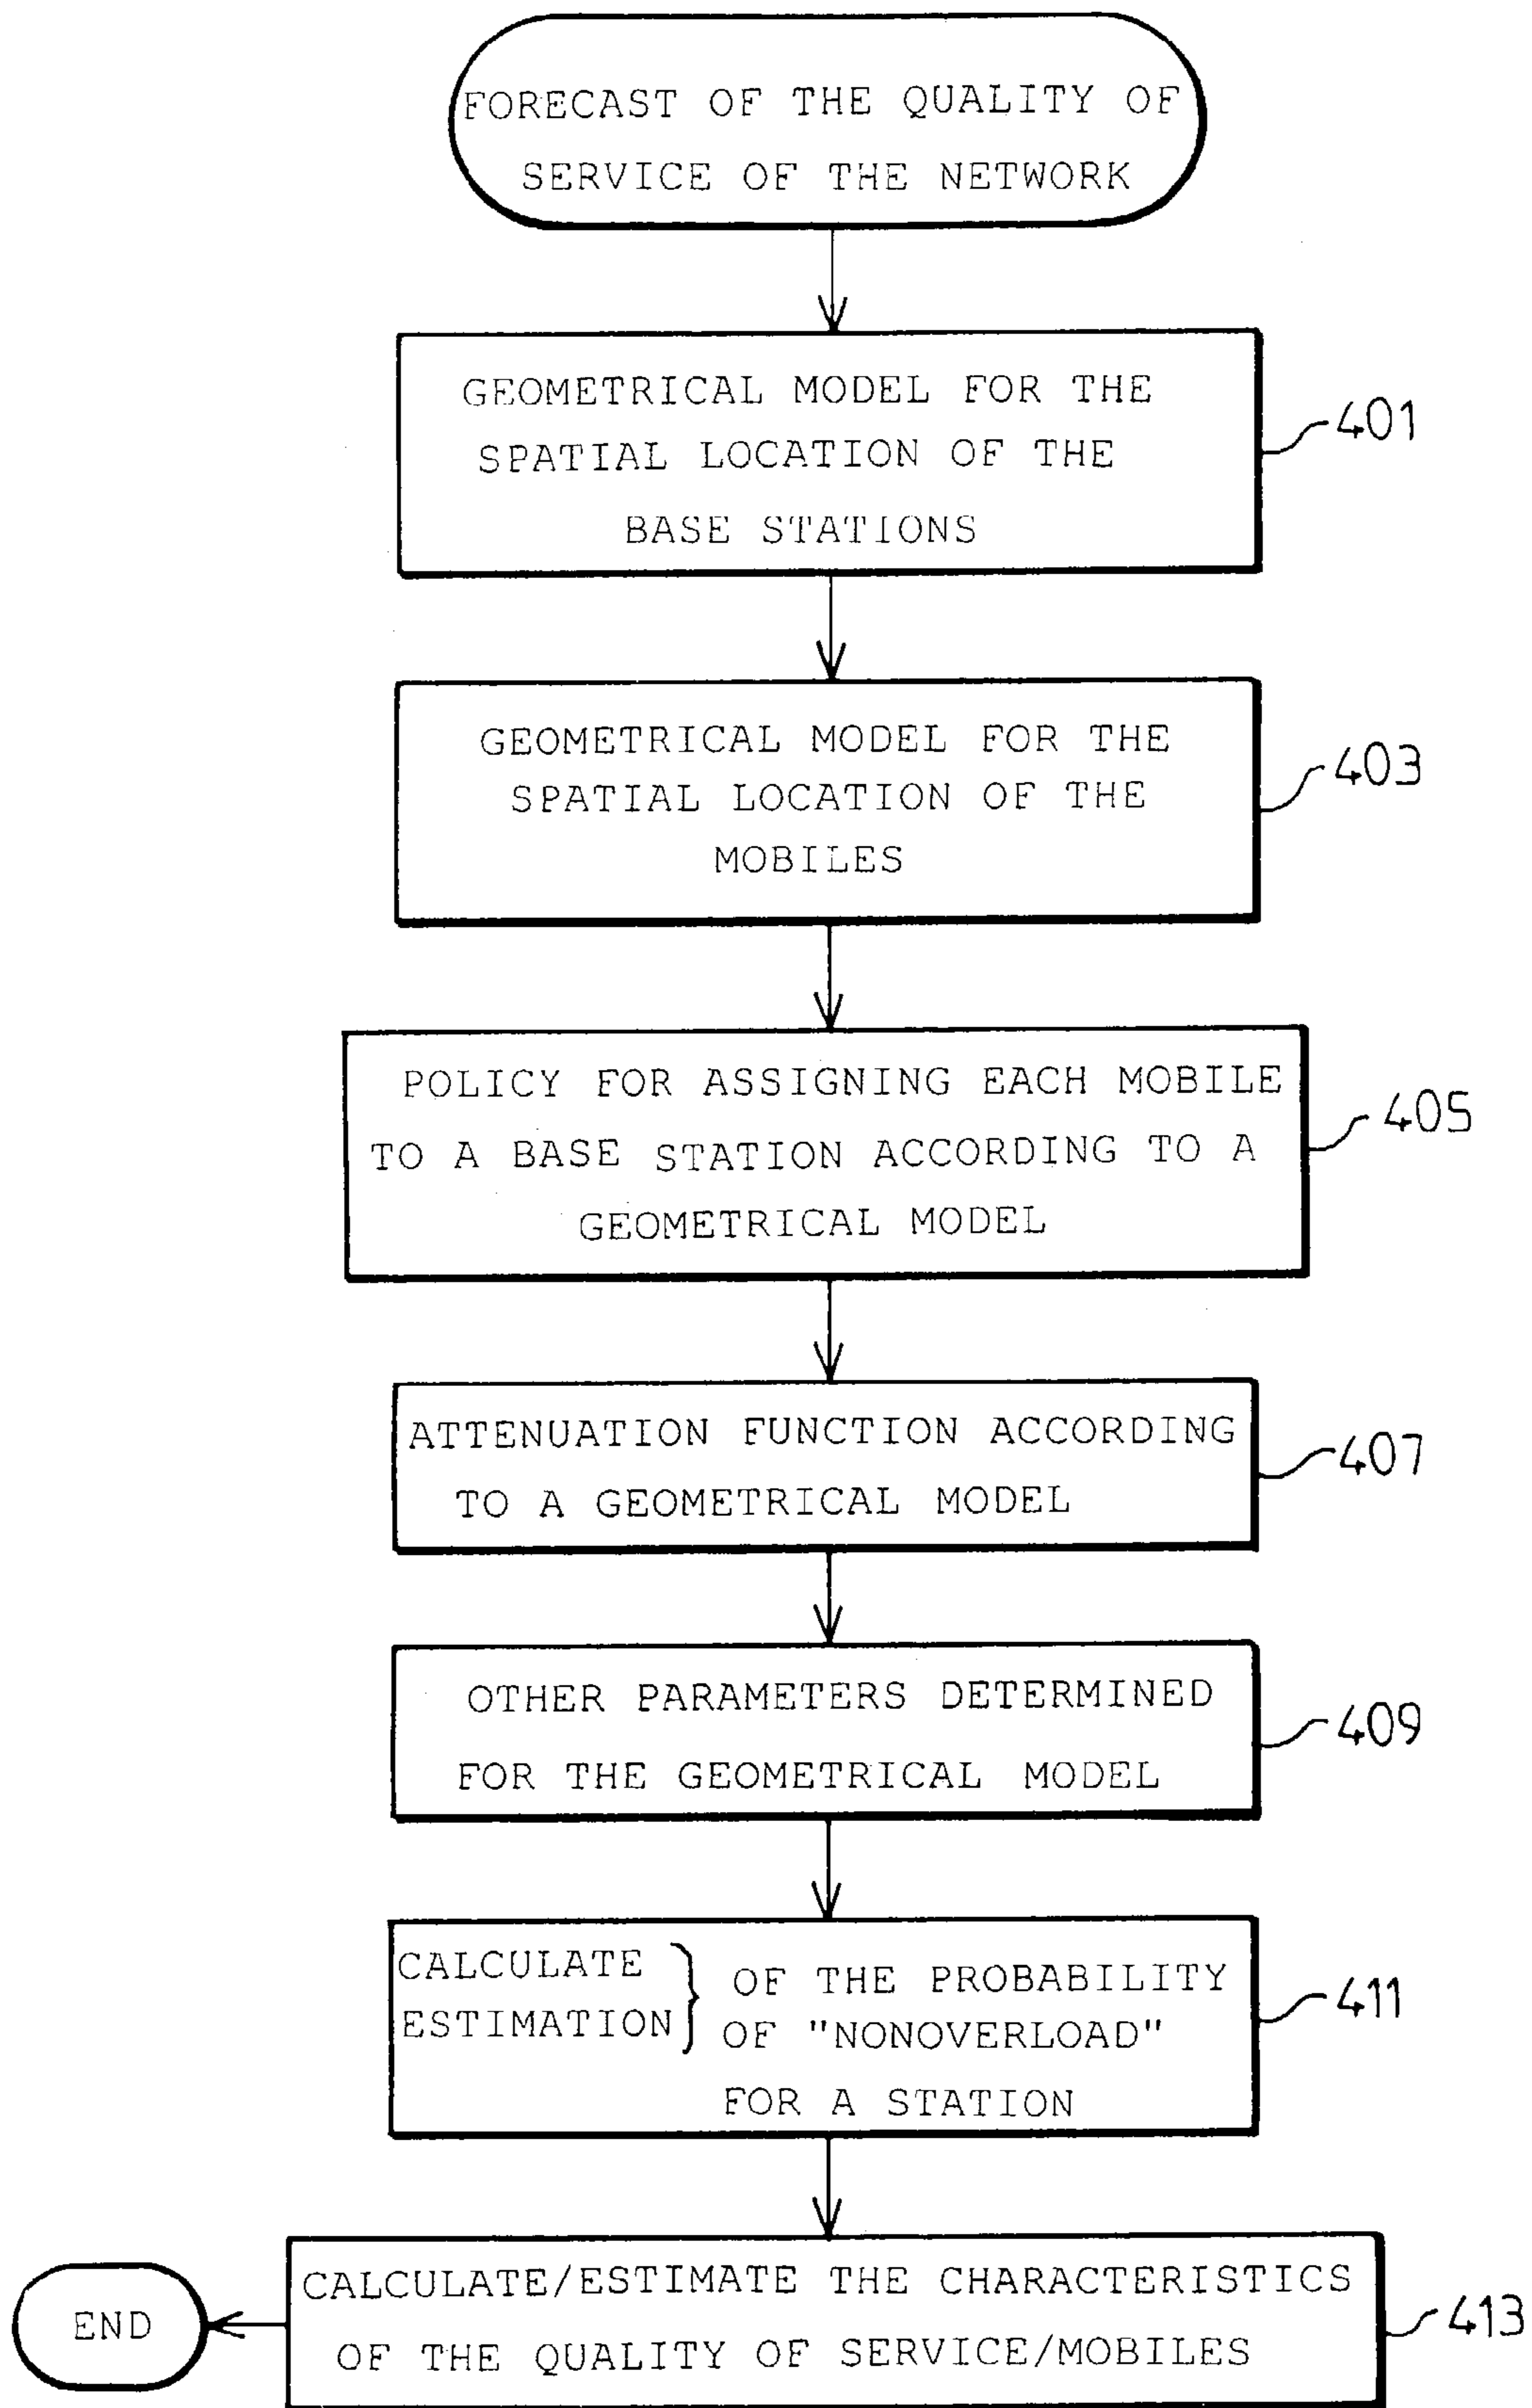 FORECAST OF THE QUALITY OF
SERVICE OF THE NETWORK
GEOMETRICAL MODEL FOR THE
SPATIAL LOCATION OF THE
BASE STATIONS
401
GEOMETRICAL MODEL FOR THE
SPATIAL LOCATION OF THE
MOBILES
403
POLICY FOR ASSIGNING EACH MOBILE
TO A BASE STATION ACCORDING TO A
GEOMETRICAL MODEL
405
ATTENUATION FUNCTION ACCORDING
TO A GEOMETRICAL MODEL
407
OTHER PARAMETERS DETERMINED
FOR THE GEOMETRICAL MODEL
409
CALCULATE
ESTIMATION
OF THE PROBABILITY
OF "NONOVERLOAD"
FOR A STATION
411
CALCULATE/ESTIMATE THE CHARACTERISTICS
OF THE QUALITY OF SERVICE/MOBILES
413
END